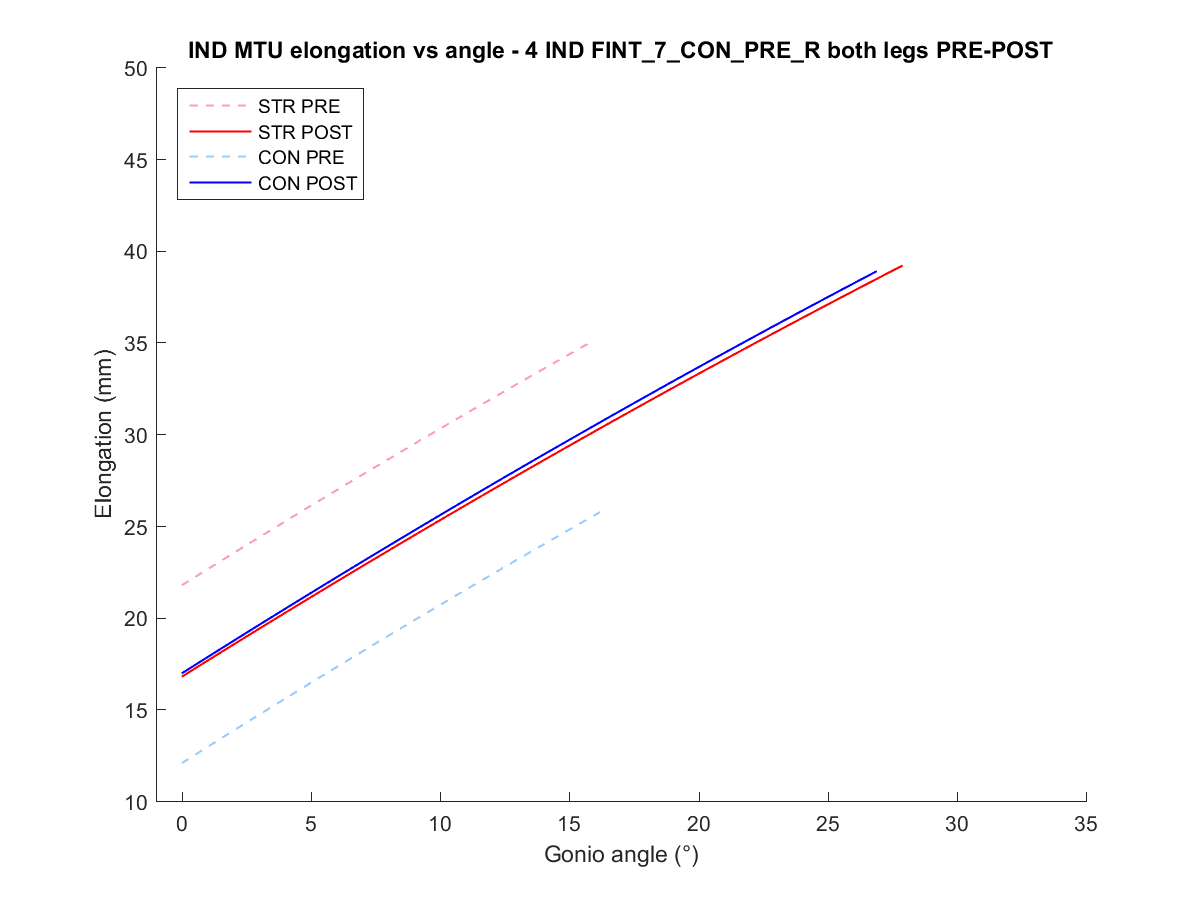 IND MTU elongation vs angle - 4 IND FINT_7_CON_PRE_R both legs PRE-POST
50
45
40
35
30
25
20
15
10
STR PRE
STR POST
CON PRE
CON POST
Elongation (mm)
0 5 10 15 20 25 30 35
Gonio angle (°)